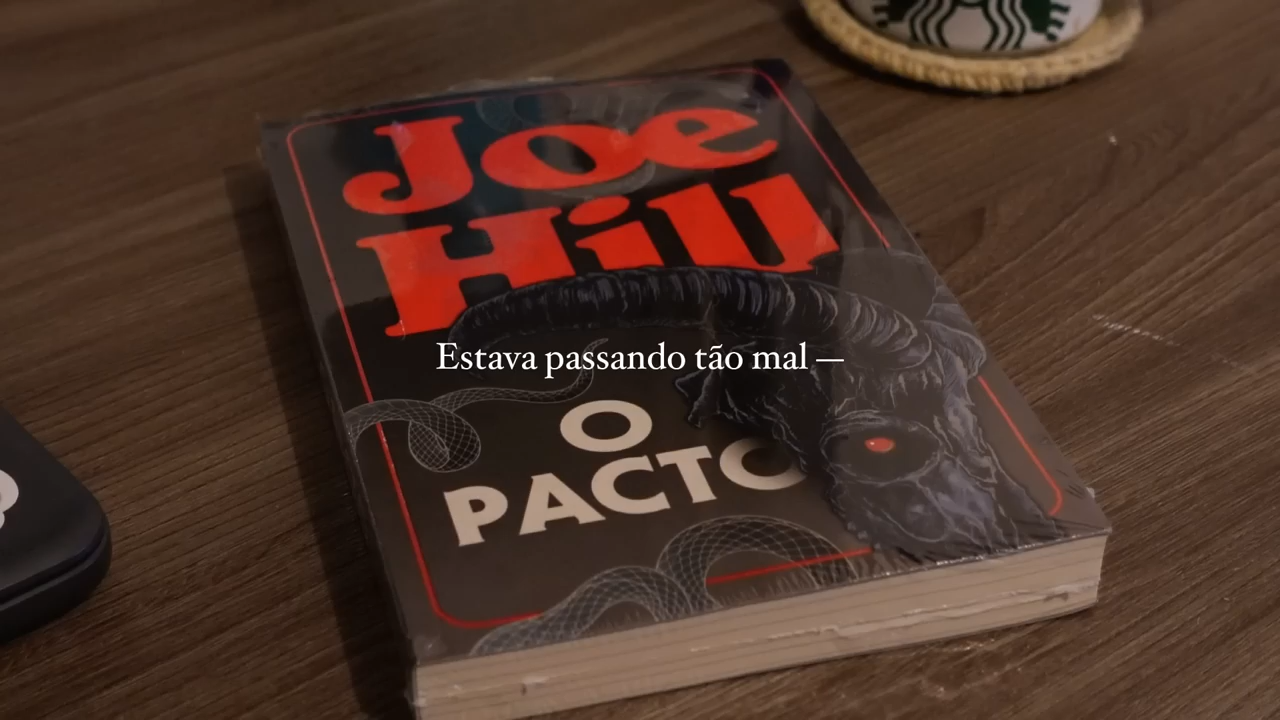 Joe
Hill
Estava passando tão mal —
O
PACTO